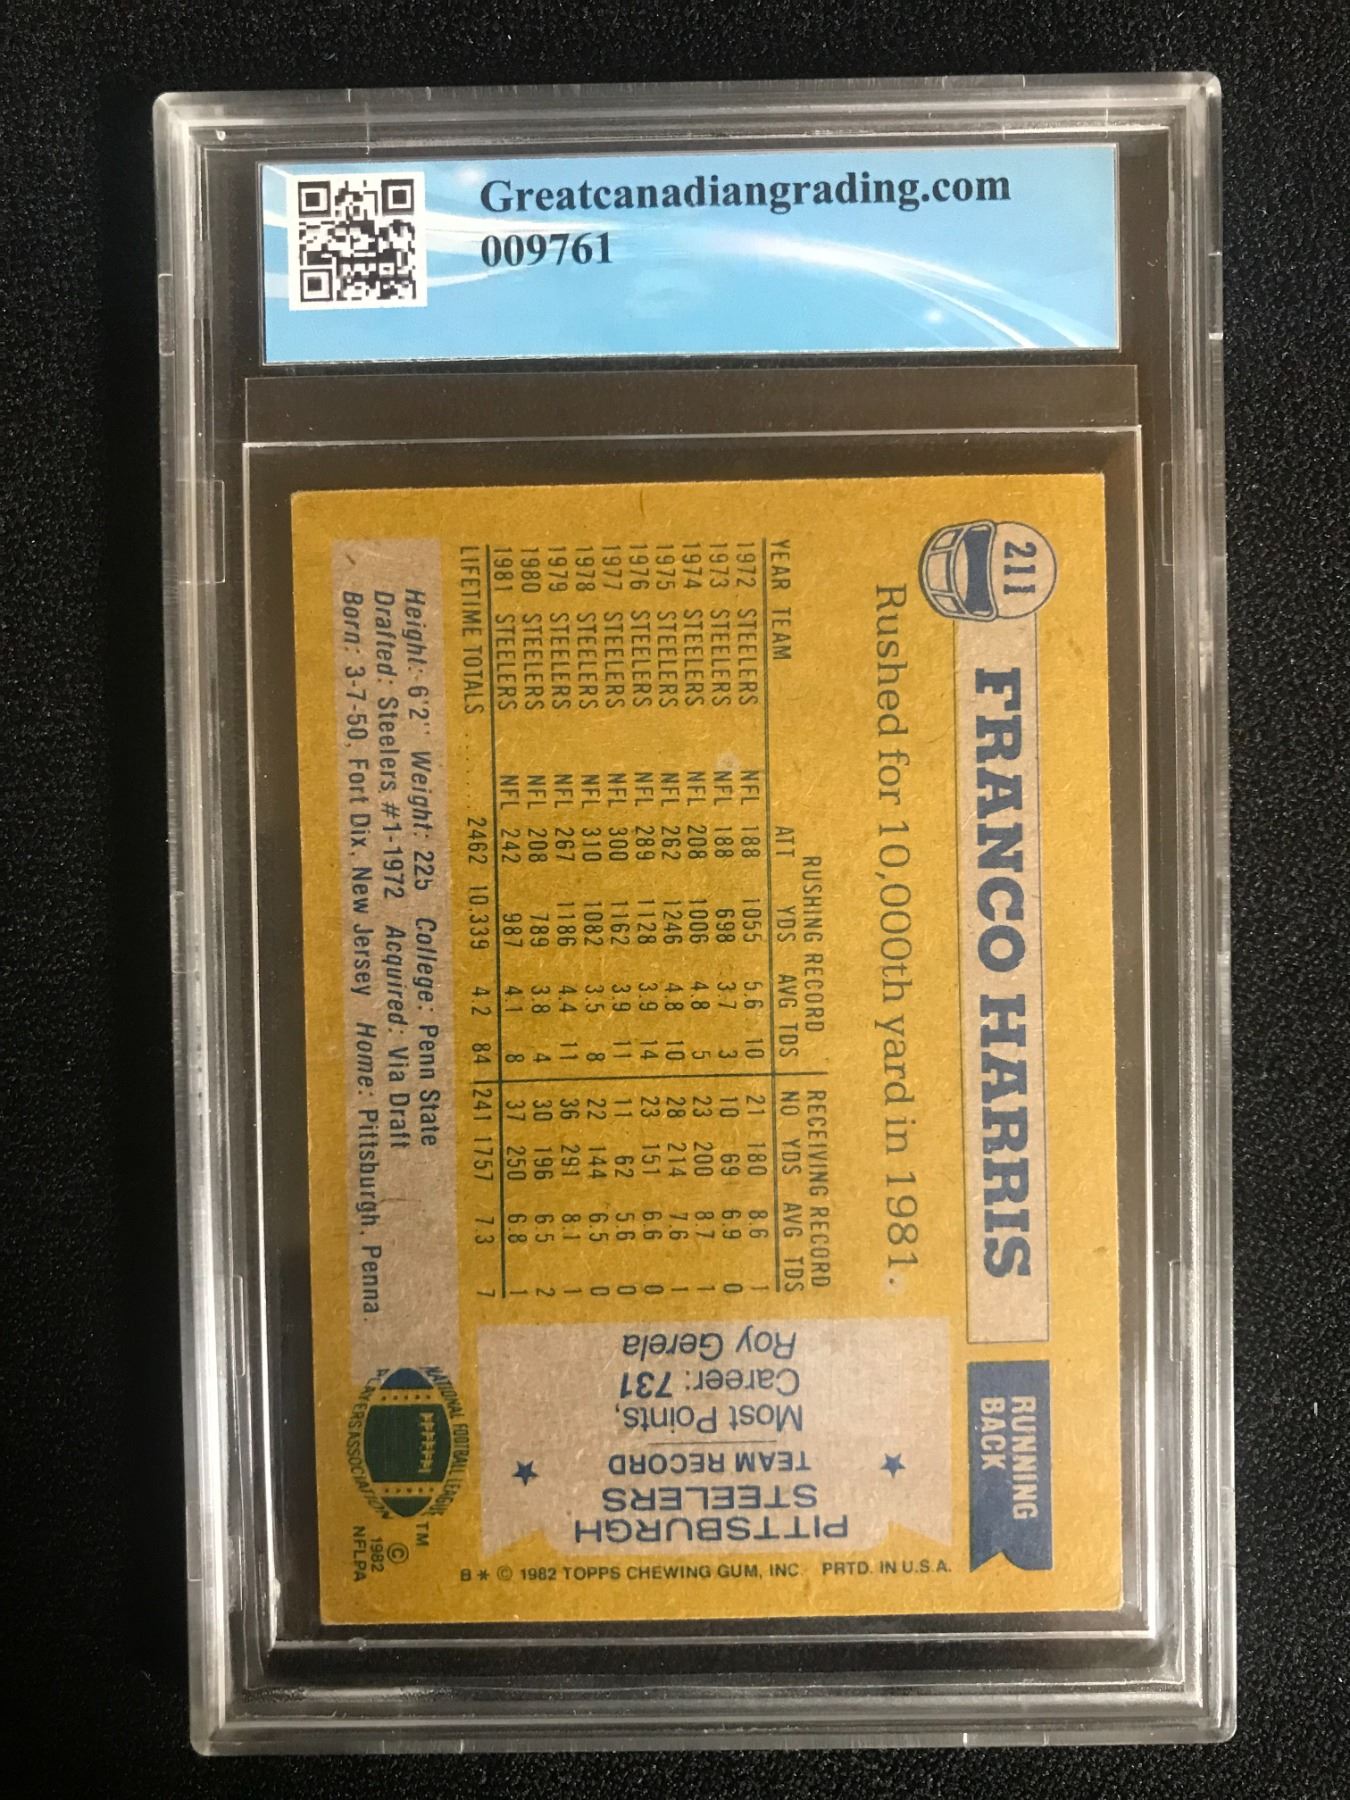 Greatcanadiangrading.com
009761
211 FRANCO HARRIS RUNNING BACK
Rushed for 10,000th yard in 1981.
RUSHING RECORD RECEIVING RECORD
YEAR TEAM ATT YDS AVG TDS NO YDS AVG TDS
1972 STEELERS NFL 188 1055 5.6 10 21 180 8.6 1
1973 STEELERS NFL 188 698 3.7 3 10 69 6.9 0
1974 STEELERS NFL 208 1006 4.8 5 23 200 8.7 1
1975 STEELERS NFL 262 1246 4.8 10 28 214 7.6 1
1976 STEELERS NFL 289 1128 3.9 14 23 151 6.6 0
1977 STEELERS NFL 300 1162 3.9 11 11 62 5.6 0
1978 STEELERS NFL 310 1082 3.5 8 22 144 6.5 0
1979 STEELERS NFL 267 1186 4.4 11 36 291 8.1 1
1980 STEELERS NFL 208 789 3.8 4 30 196 6.5 2
1981 STEELERS NFL 242 987 4.1 8 37 250 6.8 1
LIFETIME TOTALS . . . . . 2462 10.339 4.2 84 241 1757 7.3 7
Height: 6'2" Weight: 225 College: Penn State
Drafted: Steelers #1-1972 Acquired: Via Draft
Born: 3-7-50, Fort Dix, New Jersey Home: Pittsburgh, Penna.
PITTSBURGH
STEELERS
TEAM RECORD
Most Points,
Career: 731
Roy Gerela
NATIONAL FOOTBALL LEAGUE
PLAYERS ASSOCIATION
TM
© 1982 NFLPA
B * © 1982 TOPPS CHEWING GUM, INC. PRTD. IN U.S.A.